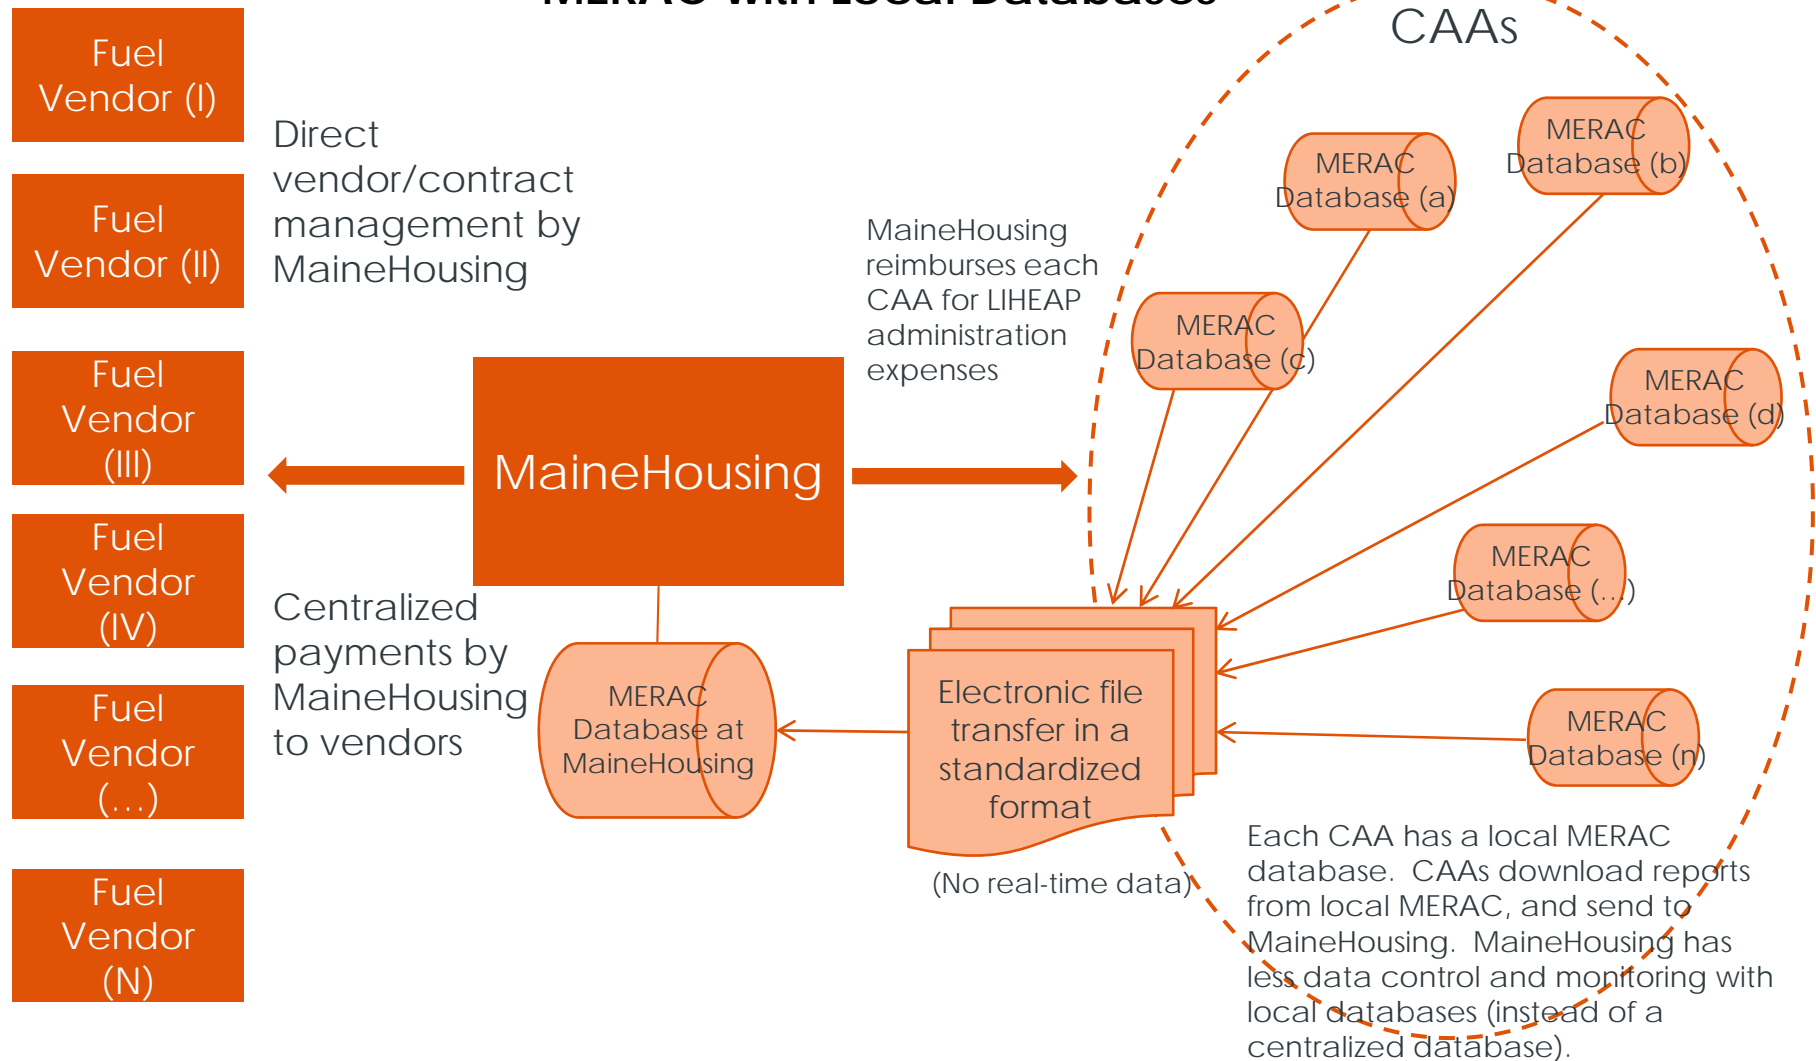 MERAC with Local Databases
CAAs
Fuel
Vendor (I)
Fuel
Vendor (II)
Fuel
Vendor
(III)
Fuel
Vendor
(IV)
Fuel
Vendor
(…)
Fuel
Vendor
(N)
Direct
vendor/contract
management by
MaineHousing
MaineHousing
Centralized
payments by
MaineHousing
to vendors
MaineHousing
reimburses each
CAA for LIHEAP
administration
expenses
MERAC
Database (a)
MERAC
Database (b)
MERAC
Database (c)
MERAC
Database (d)
MERAC
Database (…)
MERAC
Database (n)
MERAC
Database at
MaineHousing
Electronic file
transfer in a
standardized
format
(No real-time data)
Each CAA has a local MERAC
database.  CAAs download reports
from local MERAC, and send to
MaineHousing.  MaineHousing has
less data control and monitoring with
local databases (instead of a
centralized database).